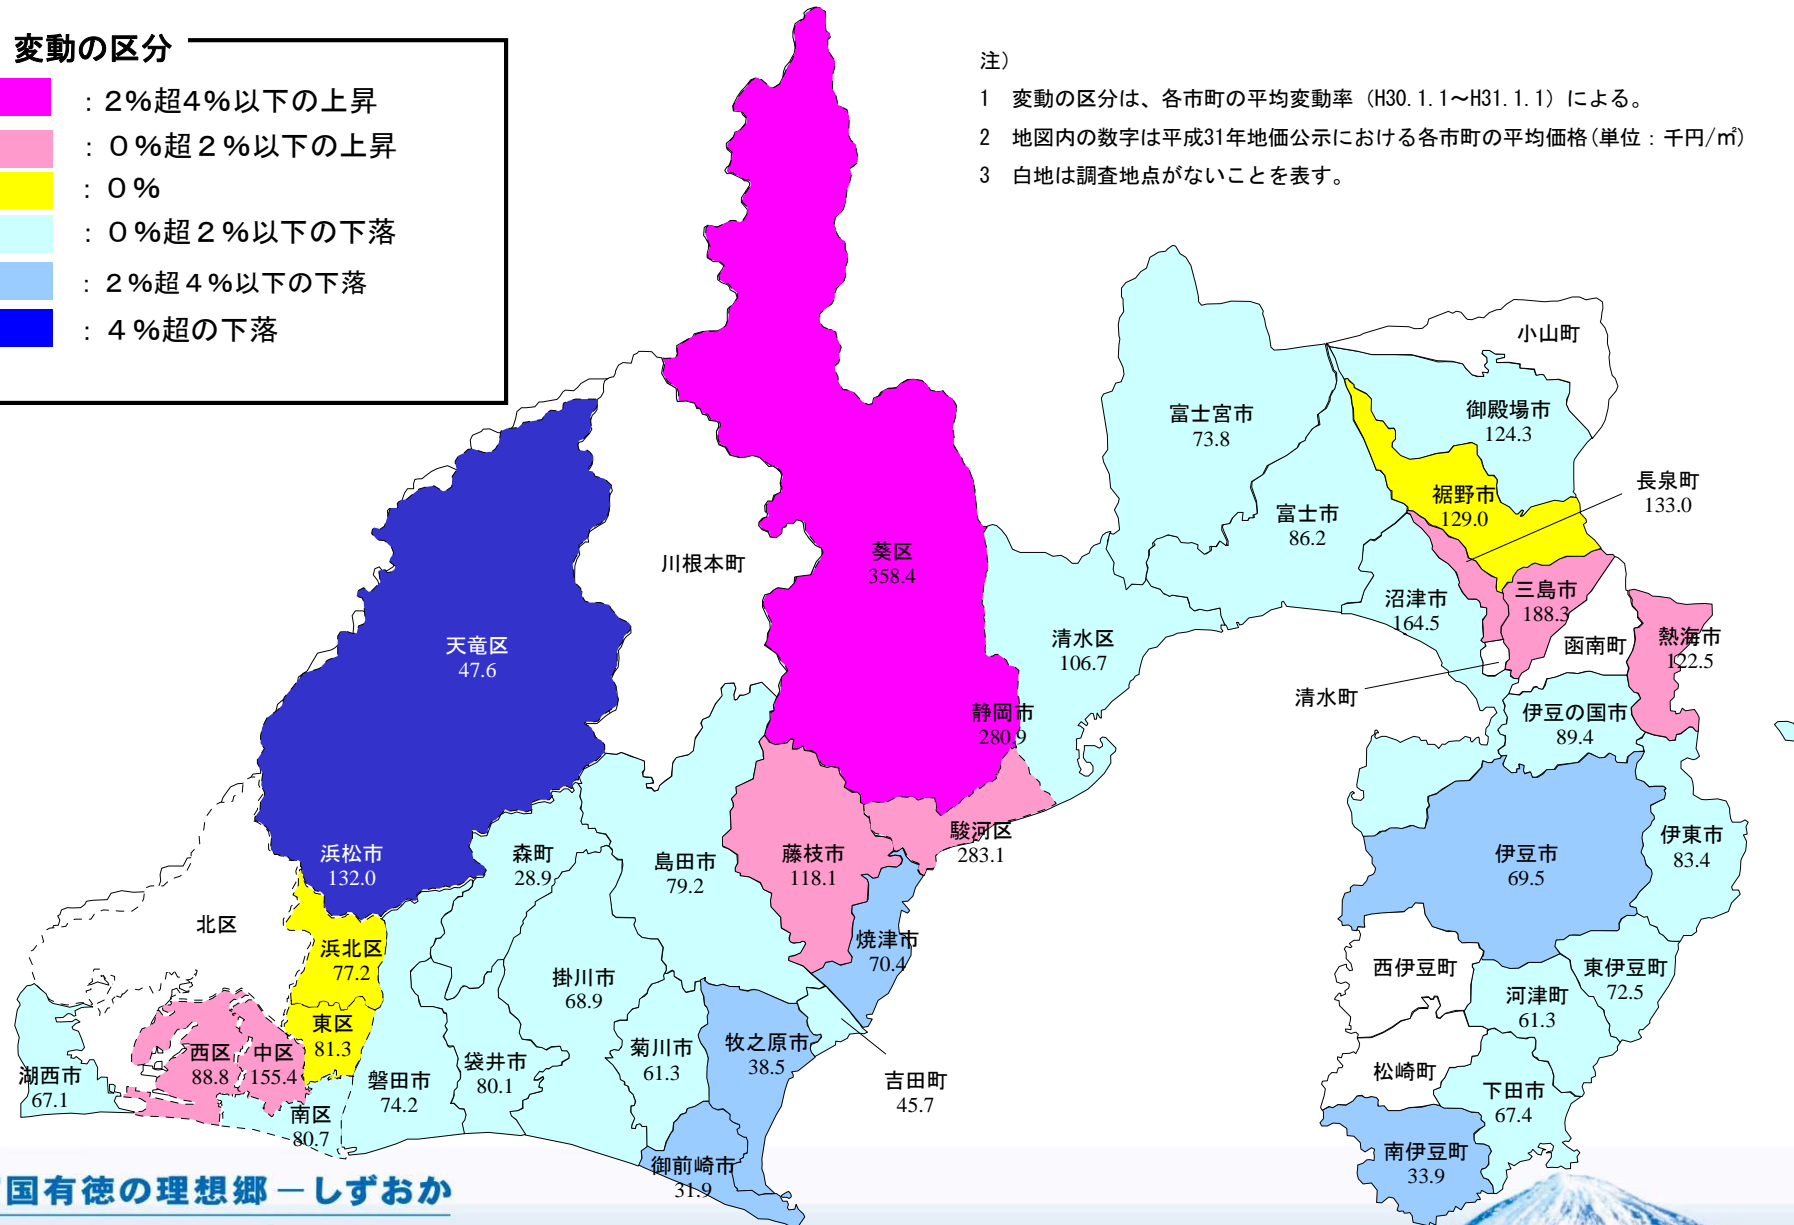 変動の区分
：2％超4％以下の上昇
：０％超２％以下の上昇
：０％
：０％超２％以下の下落
：２％超４％以下の下落
：４％超の下落
注）
1　変動の区分は、各市町の平均変動率（H30.1.1～H31.1.1）による。
2　地図内の数字は平成31年地価公示における各市町の平均価格(単位：千円/㎡)
3　白地は調査地点がないことを表す。
小山町
御殿場市
124.3
富士宮市
73.8
裾野市
129.0
長泉町
133.0
富士市
86.2
葵区
358.4
川根本町
三島市
188.3
沼津市
164.5
清水区
106.7
函南町
熱海市
122.5
天竜区
47.6
清水町
静岡市
280.9
伊豆の国市
89.4
駿河区
283.1
伊東市
83.4
浜松市
132.0
森町
28.9
島田市
79.2
藤枝市
118.1
伊豆市
69.5
北区
浜北区
77.2
焼津市
70.4
掛川市
68.9
西伊豆町
東伊豆町
72.5
河津町
61.3
東区
81.3
西区
88.8
中区
155.4
菊川市
61.3
牧之原市
38.5
袋井市
80.1
湖西市
67.1
磐田市
74.2
吉田町
45.7
松崎町
下田市
67.4
南区
80.7
御前崎市
31.9
南伊豆町
33.9
国有徳の理想郷－しずおか